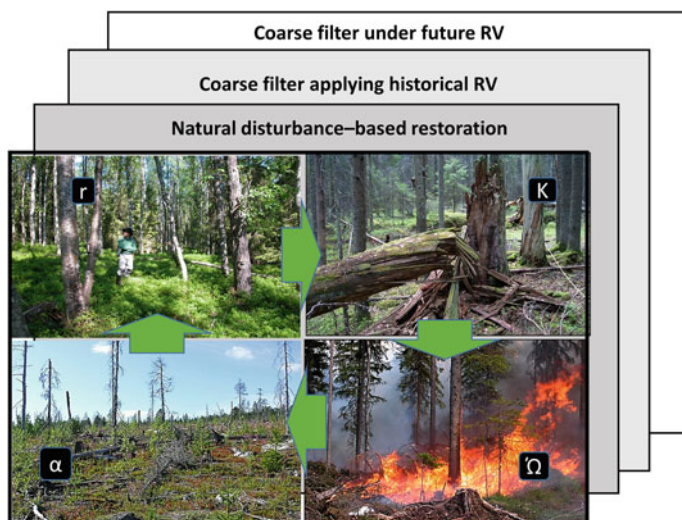 Coarse filter under future RV
Coarse filter applying historical RV
Natural disturbance–based restoration
r
K
α
Ώ